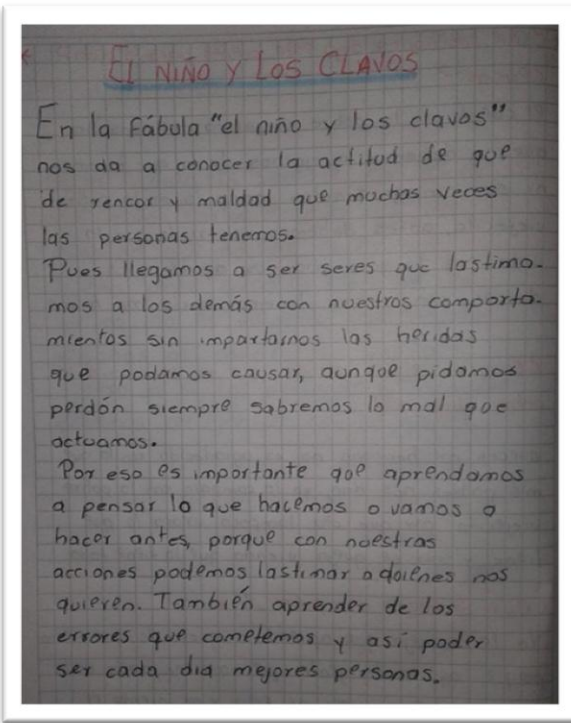 El NIÑO Y LOS CLAVOS
En la Fábula "el niño y los clavos"
nos da a conocer la actitud de que
de rencor y maldad que muchas veces
las personas tenemos.
Pues llegamos a ser seres que lastima-
mos a los demás con nuestros comporta-
mientos sin impartarnos las heridas
que podamos causar, aunque pidamos
perdón siempre sabremos lo mal que
actuamos.
Por eso es importante que aprendamos
a pensar lo que hacemos o vamos a
hacer antes, porque con nuestras
acciones podemos lastimar a quienes nos
quieren. También aprender de los
errores que cometemos y así poder
ser cada dia mejores personas.